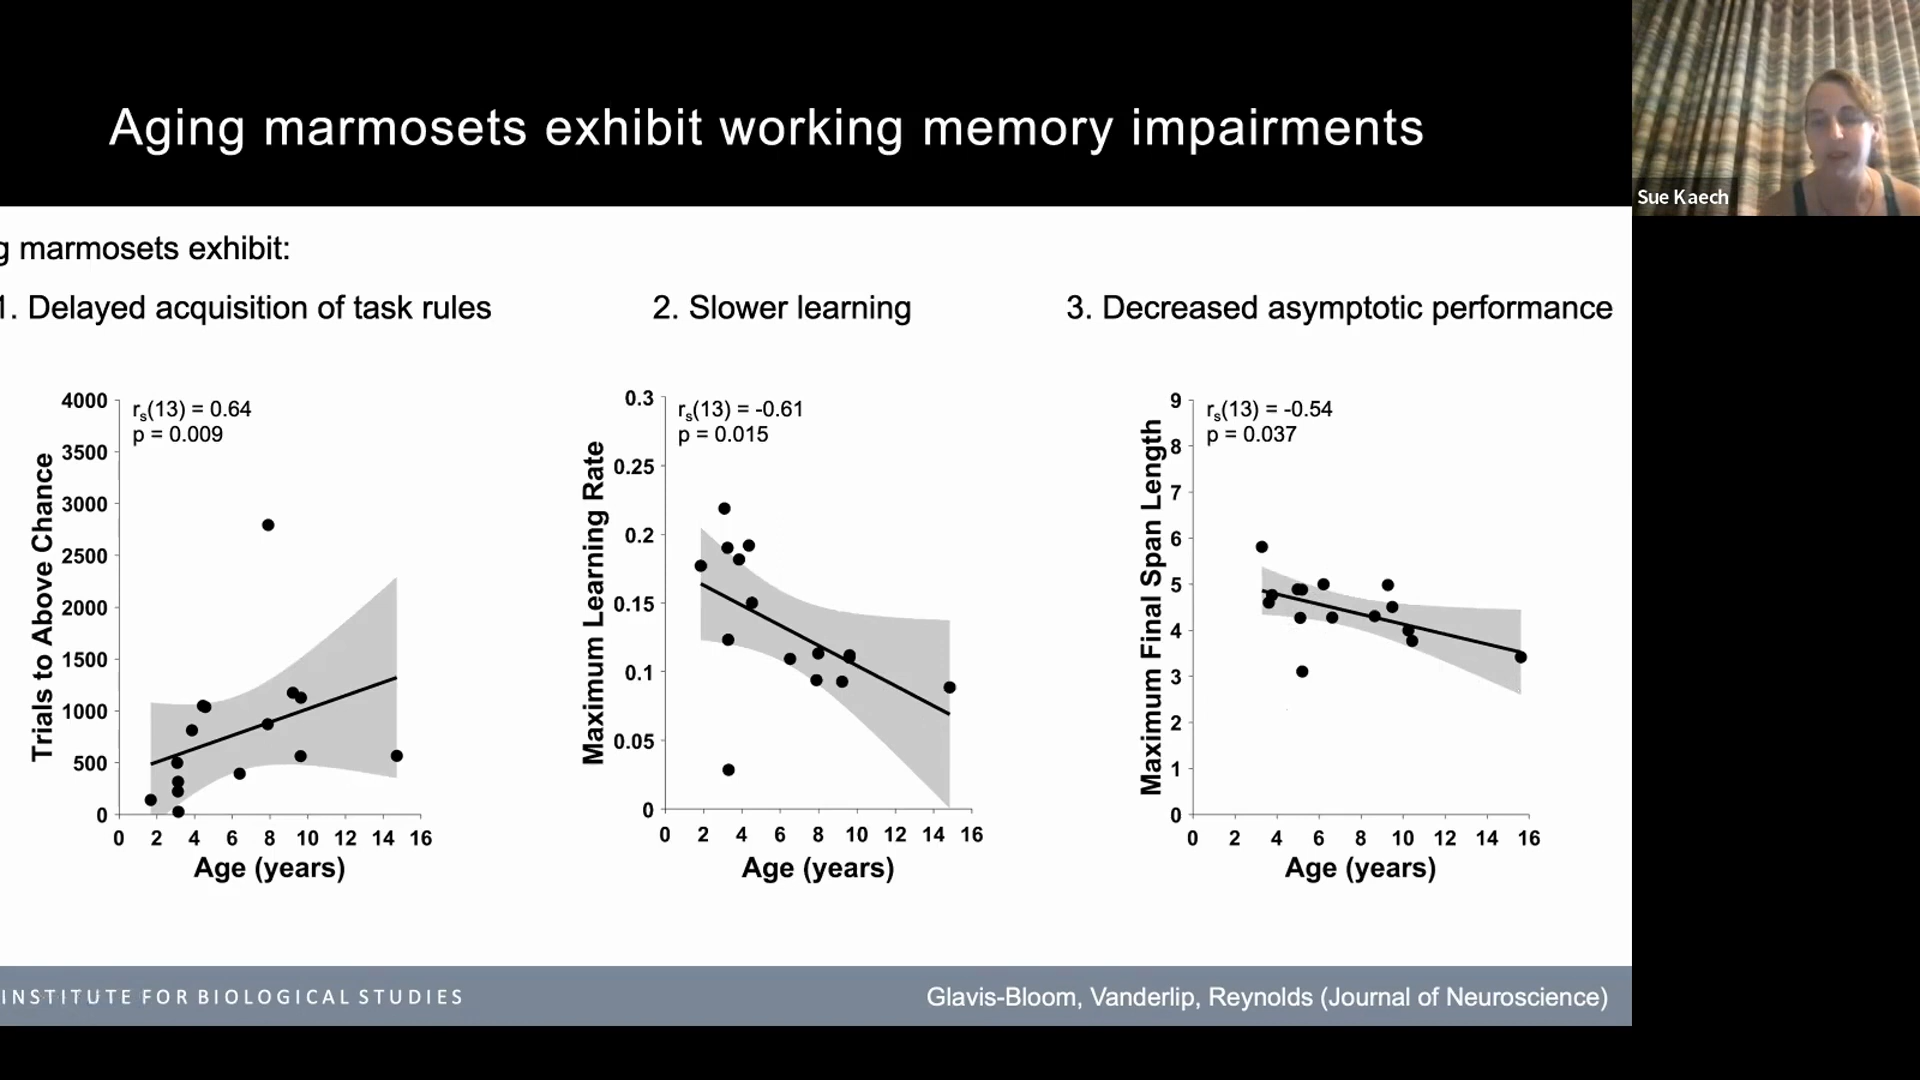 Aging marmosets exhibit working memory impairments
Sue Kaech
g marmosets exhibit:
1. Delayed acquisition of task rules
2. Slower learning
3. Decreased asymptotic performance
4000
3500
3000
2500
2000
1500
1000
500
0
Trials to Above Chance
rs(13) = 0.64
p = 0.009
0 2 4 6 8 10 12 14 16
Age (years)
0.3
0.25
0.2
0.15
0.1
0.05
0
Maximum Learning Rate
rs(13) = -0.61
p = 0.015
0 2 4 6 8 10 12 14 16
Age (years)
9
8
7
6
5
4
3
2
1
0
Maximum Final Span Length
rs(13) = -0.54
p = 0.037
0 2 4 6 8 10 12 14 16
Age (years)
INSTITUTE FOR BIOLOGICAL STUDIES
Glavis-Bloom, Vanderlip, Reynolds (Journal of Neuroscience)